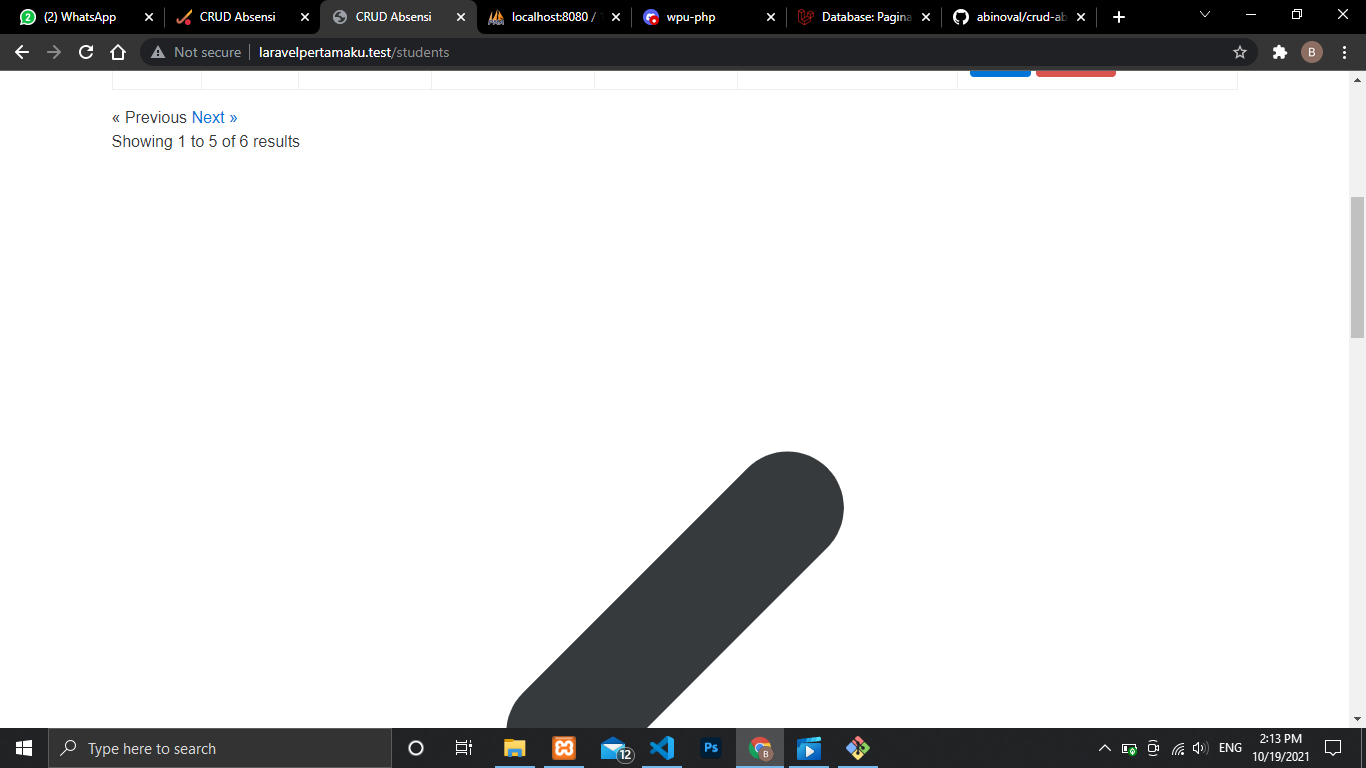 (2) WhatsApp
CRUD Absensi
CRUD Absensi
localhost:8080 /
wpu-php
Database: Pagina
abinoval/crud-ab
Not secure
laravelpertamaku.test/students
B
« Previous Next »
Showing 1 to 5 of 6 results
Type here to search
12
Ps
B
ENG
2:13 PM
10/19/2021